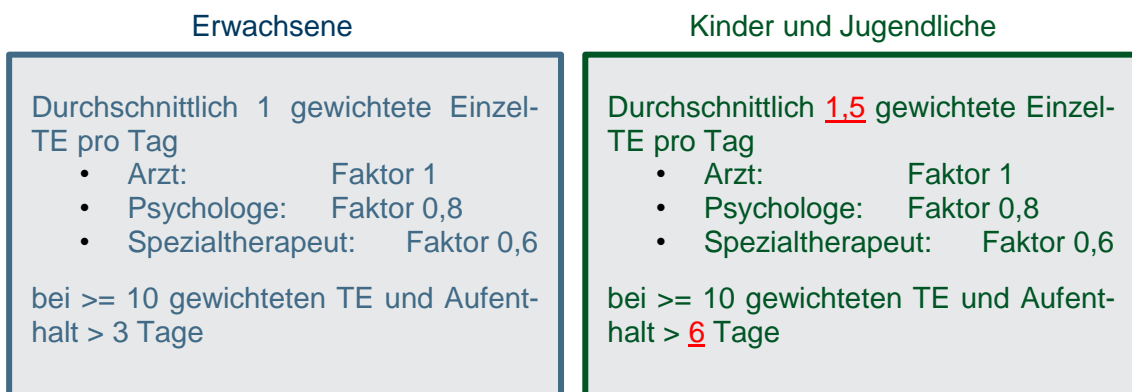 Erwachsene
Durchschnittlich 1 gewichtete Einzel-
TE pro Tag
• Arzt: Faktor 1
• Psychologe: Faktor 0,8
• Spezialtherapeut: Faktor 0,6
bei >= 10 gewichteten TE und Aufent-
halt > 3 Tage
Kinder und Jugendliche
Durchschnittlich 1,5 gewichtete Einzel-
TE pro Tag
• Arzt: Faktor 1
• Psychologe: Faktor 0,8
• Spezialtherapeut: Faktor 0,6
bei >= 10 gewichteten TE und Aufent-
halt > 6 Tage